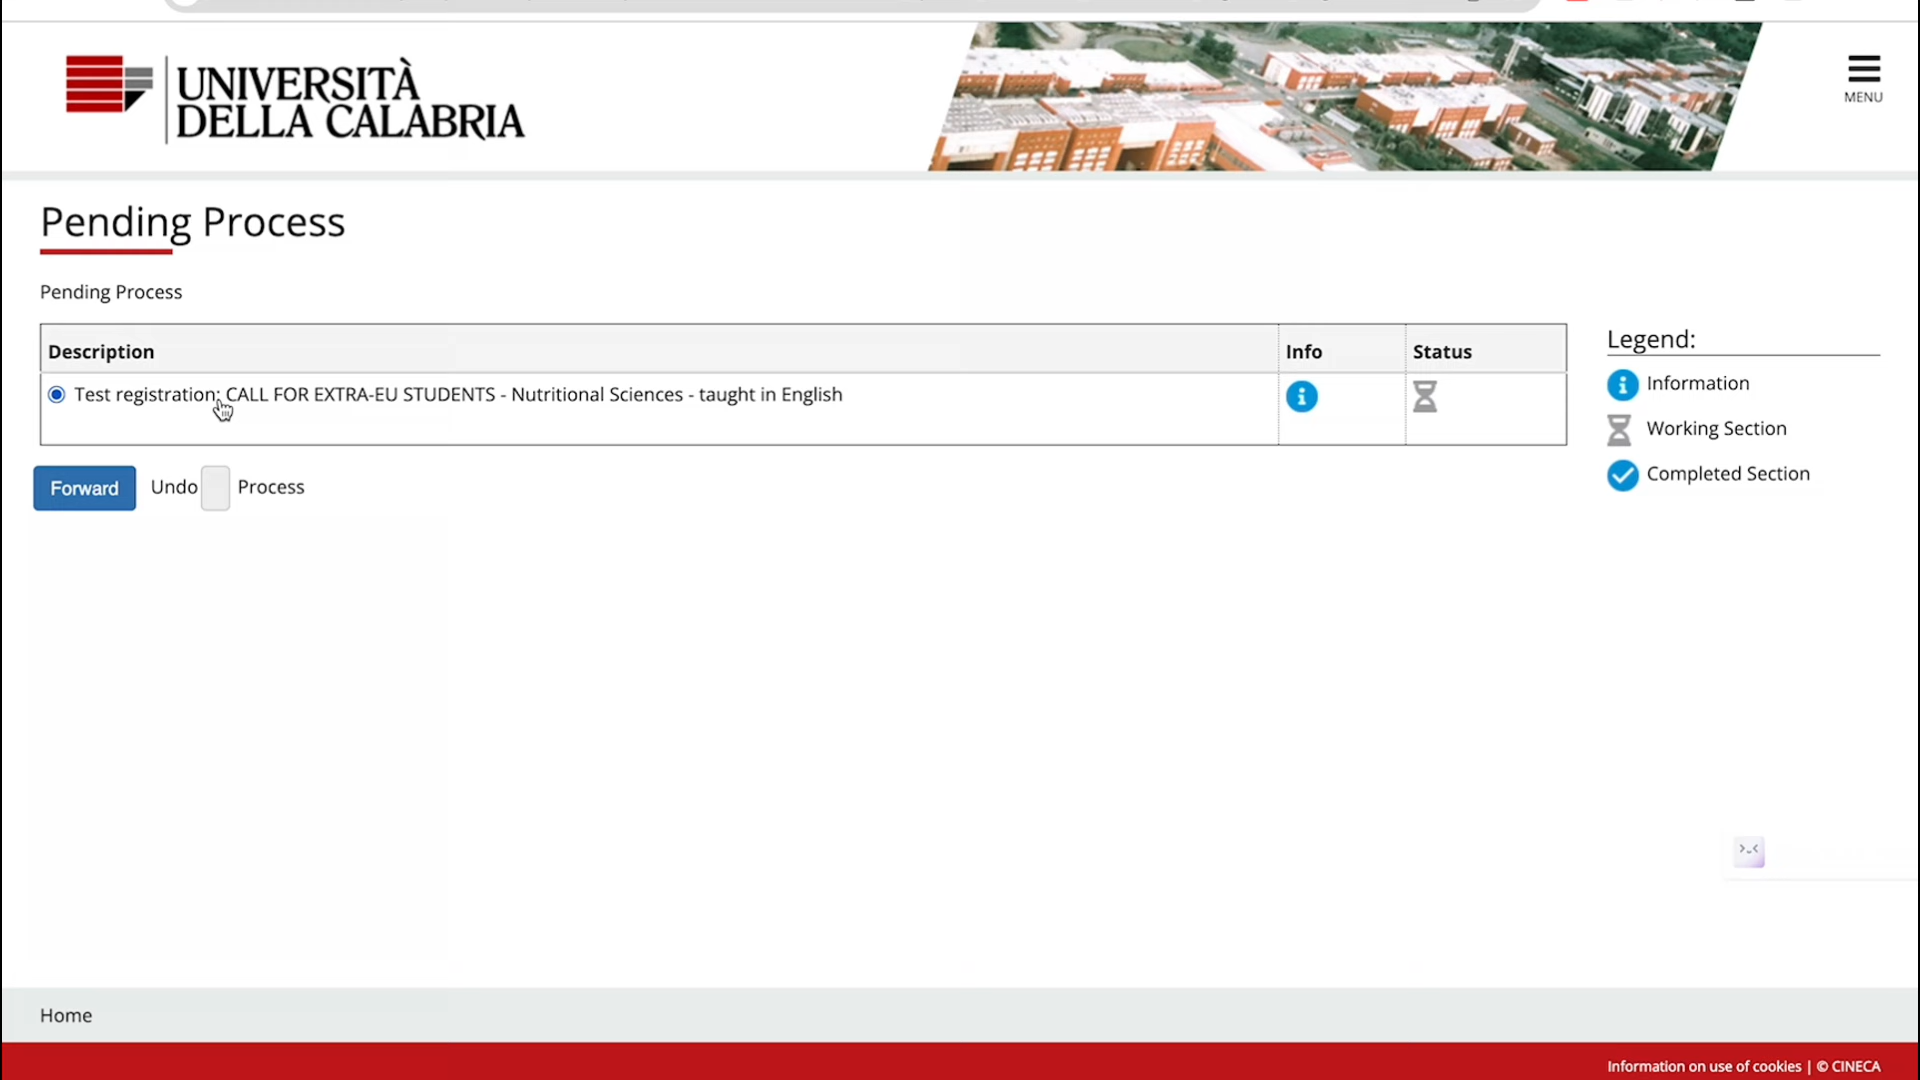 UNIVERSITÀ
DELLA CALABRIA
MENU
Pending Process
Pending Process
Description Info Status
Test registration: CALL FOR EXTRA-EU STUDENTS - Nutritional Sciences - taught in English
Forward Undo Process
Legend:
Information
Working Section
Completed Section
Home
Information on use of cookies | © CINECA